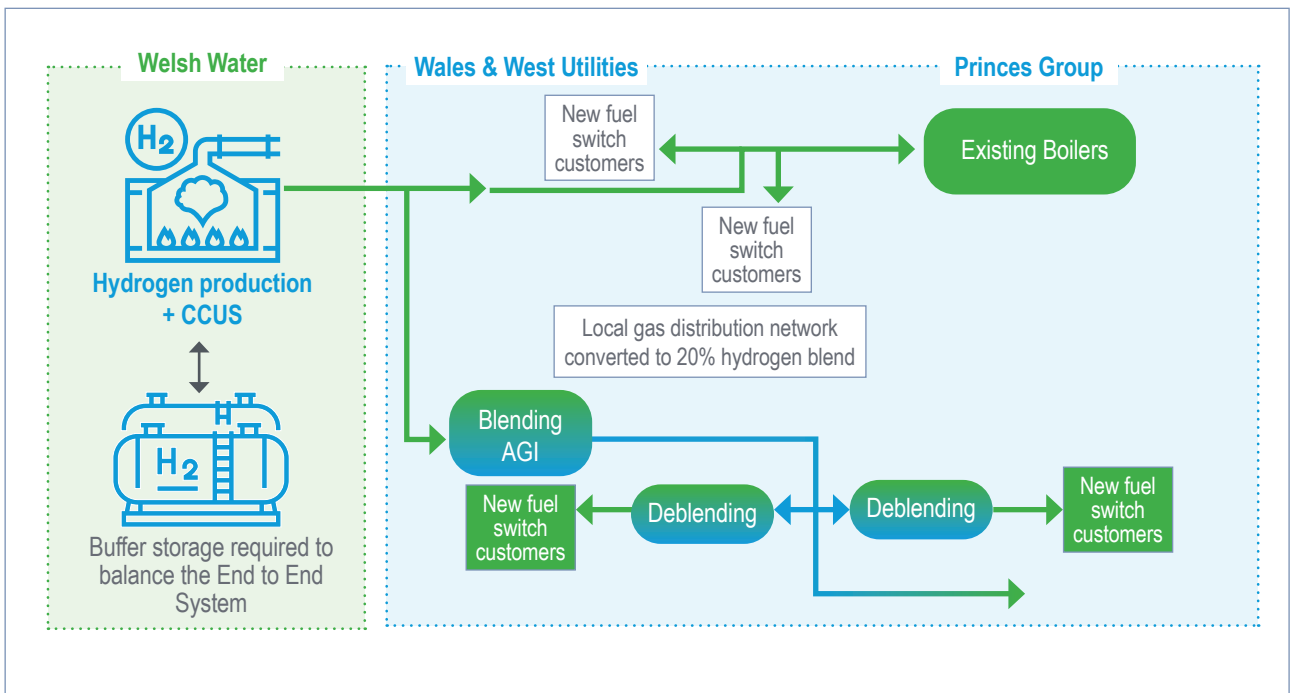 Welsh Water
Wales & West Utilities
Princes Group
H2
Hydrogen production
+ CCUS
H2
Buffer storage required to
balance the End to End
System
New fuel
switch
customers
Existing Boilers
New fuel
switch
customers
Local gas distribution network
converted to 20% hydrogen blend
Blending
AGI
New fuel
switch
customers
Deblending
Deblending
New fuel
switch
customers